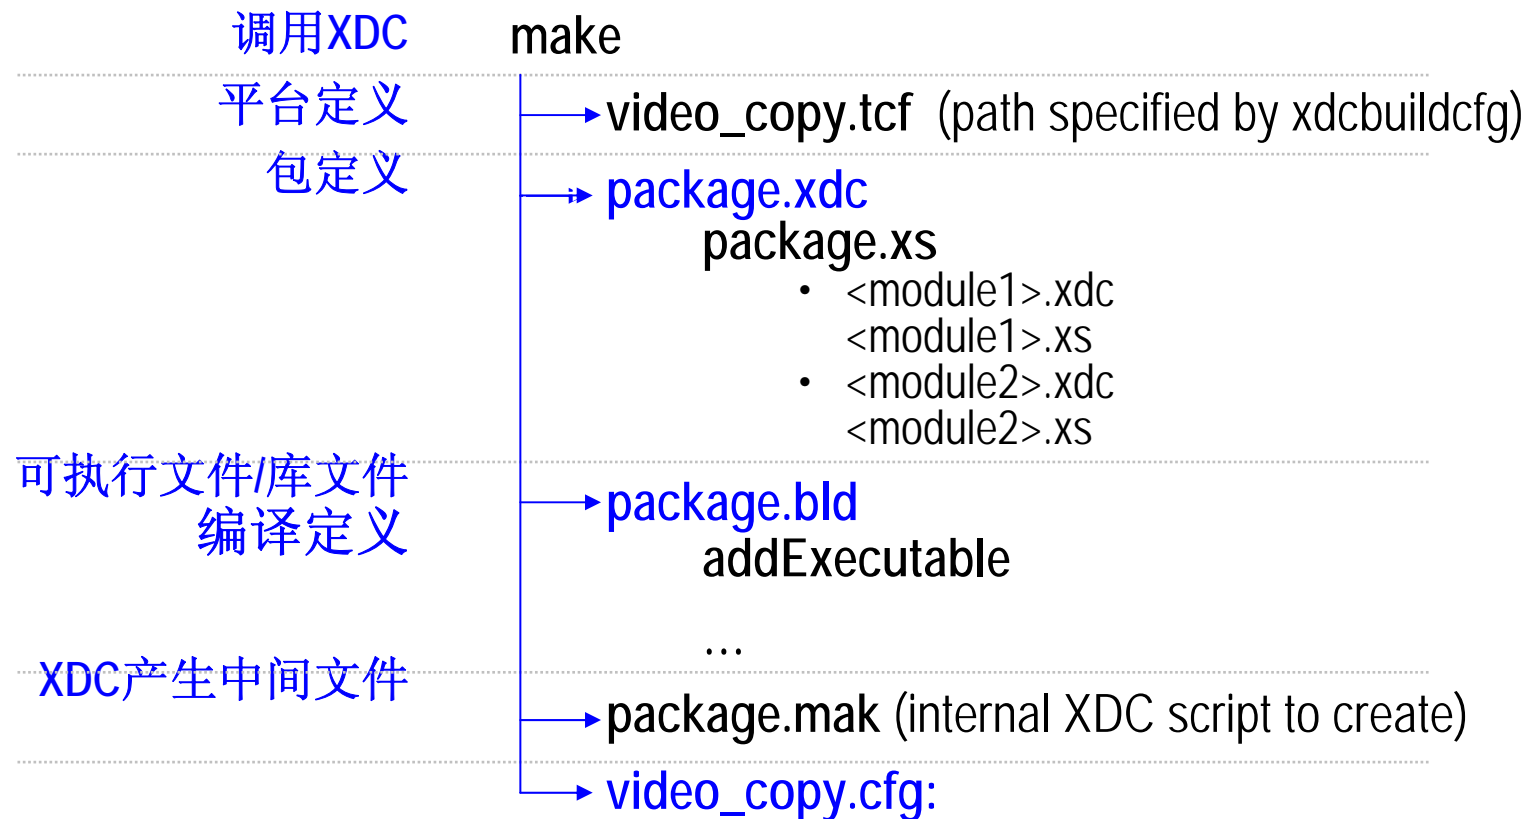 调用XDC make
平台定义 video_copy.tcf (path specified by xdcbuildcfg)
包定义 package.xdc
package.xs
• <module1>.xdc
<module1>.xs
• <module2>.xdc
<module2>.xs
可执行文件/库文件 package.bld
编译定义 addExecutable
...
XDC产生中间文件 package.mak (internal XDC script to create)
video_copy.cfg: